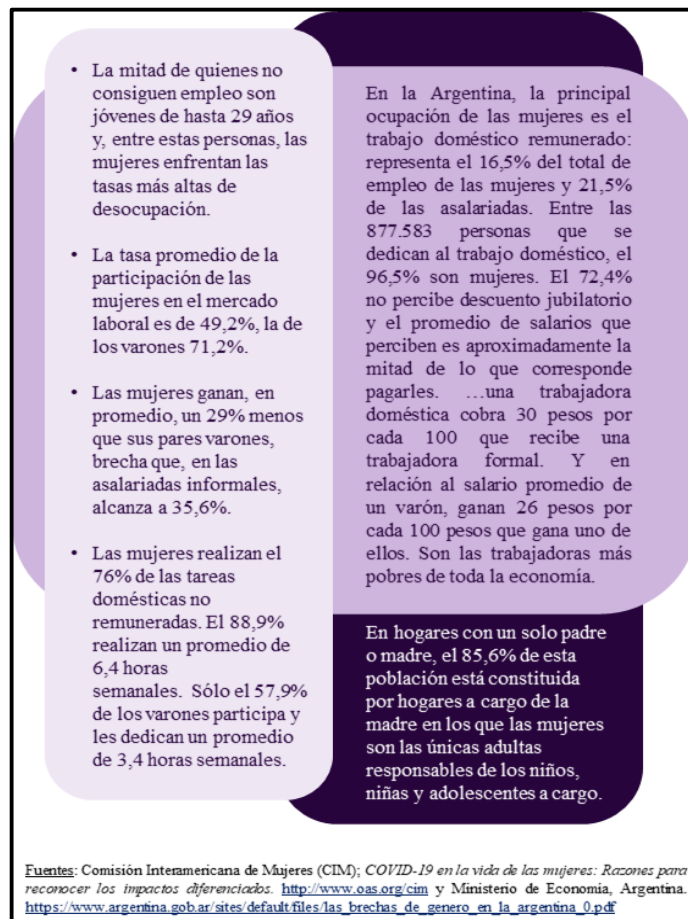 • La mitad de quienes no
consiguen empleo son
jóvenes de hasta 29 años
y, entre estas personas, las
mujeres enfrentan las
tasas más altas de
desocupación.
• La tasa promedio de la
participación de las
mujeres en el mercado
laboral es de 49,2%, la de
los varones 71,2%.
• Las mujeres ganan, en
promedio, un 29% menos
que sus pares varones,
brecha que, en las
asalariadas informales,
alcanza a 35,6%.
• Las mujeres realizan el
76% de las tareas
domésticas no
remuneradas. El 88,9%
realizan un promedio de
6,4 horas
semanales. Sólo el 57,9%
de los varones participa y
les dedican un promedio
de 3,4 horas semanales.
En la Argentina, la principal
ocupación de las mujeres es el
trabajo doméstico remunerado:
representa el 16,5% del total de
empleo de las mujeres y 21,5%
de las asalariadas. Entre las
877.583 personas que se
dedican al trabajo doméstico, el
96,5% son mujeres. El 72,4%
no percibe descuento jubilatorio
y el promedio de salarios que
perciben es aproximadamente la
mitad de lo que corresponde
pagarles. …una trabajadora
doméstica cobra 30 pesos por
cada 100 que recibe una
trabajadora formal. Y en
relación al salario promedio de
un varón, ganan 26 pesos por
cada 100 pesos que gana uno de
ellos. Son las trabajadoras más
pobres de toda la economía.
En hogares con un solo padre
o madre, el 85,6% de esta
población está constituida
por hogares a cargo de la
madre en los que las mujeres
son las únicas adultas
responsables de los niños,
niñas y adolescentes a cargo.
Fuentes: Comisión Interamericana de Mujeres (CIM); COVID-19 en la vida de las mujeres: Razones para
reconocer los impactos diferenciados. http://www.oas.org/cim y Ministerio de Economía, Argentina.
https://www.argentina.gob.ar/sites/default/files/las_brechas_de_genero_en_la_argentina_0.pdf